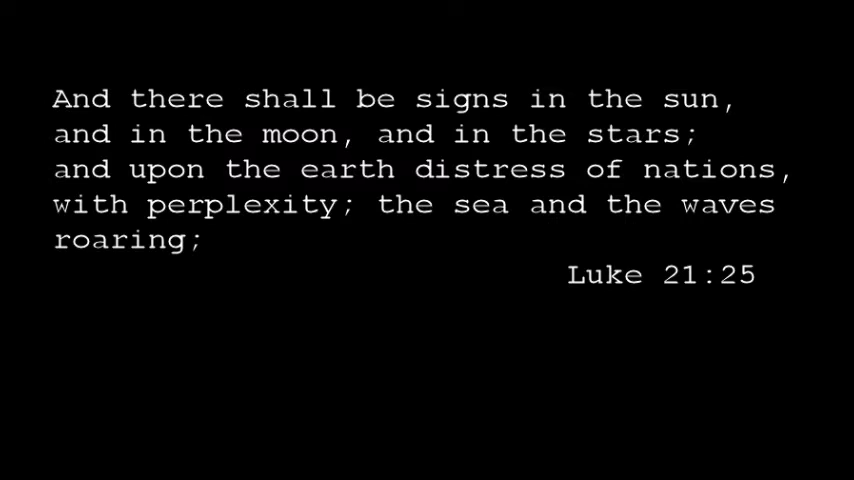 And there shall be signs in the sun,
and in the moon, and in the stars;
and upon the earth distress of nations,
with perplexity; the sea and the waves
roaring;
Luke 21:25